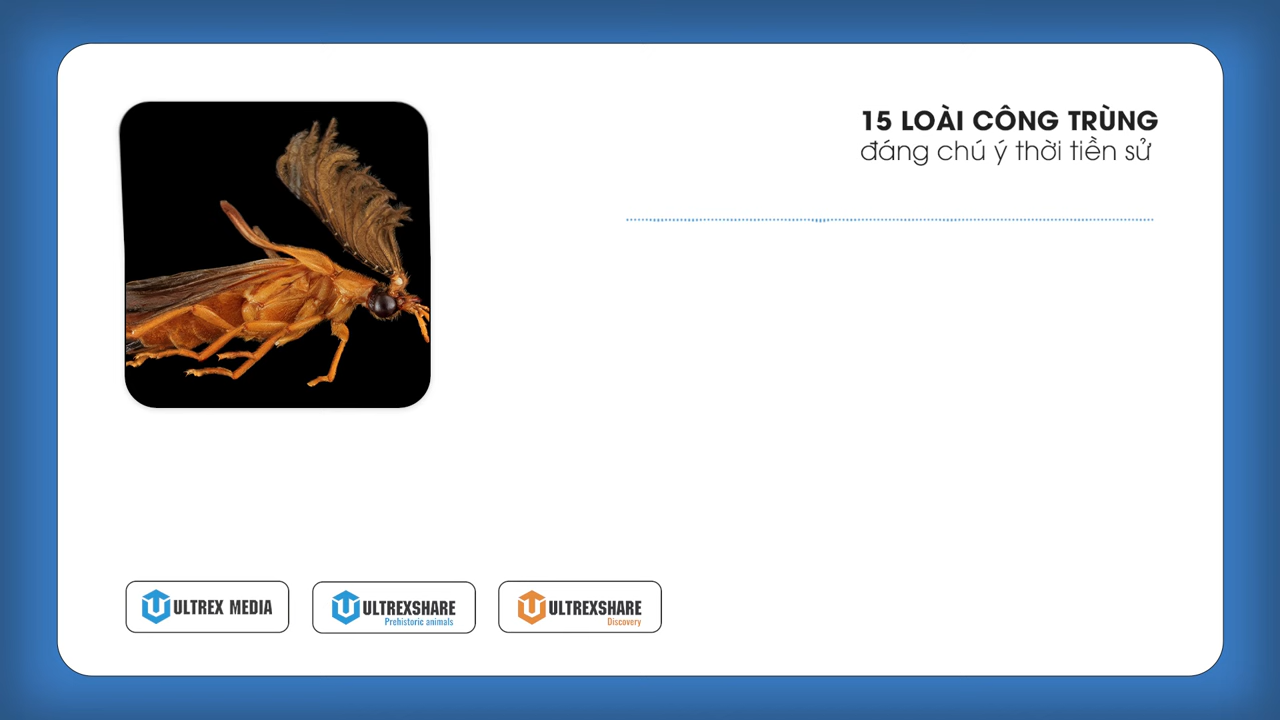 15 LOÀI CÔNG TRÙNG
đáng chú ý thời tiền sử
ULTREX MEDIA
ULTREXSHARE
Prehistoric animals
ULTREXSHARE
Discovery